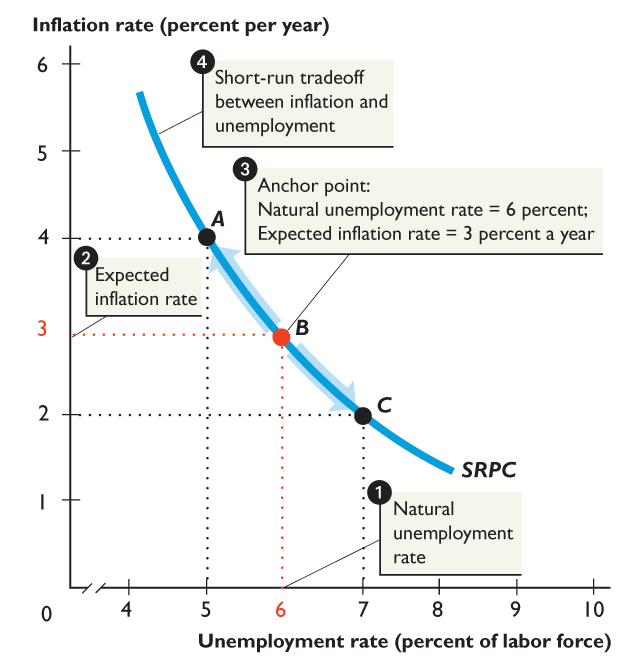 Inflation rate (percent per year)
6
4
Short-run tradeoff
between inflation and
unemployment
5
3
Anchor point:
Natural unemployment rate = 6 percent;
Expected inflation rate = 3 percent a year
A
4
2
Expected
inflation rate
3
B
2
C
SRPC
1
1
Natural
unemployment
rate
0
4 5 6 7 8 9 10
Unemployment rate (percent of labor force)